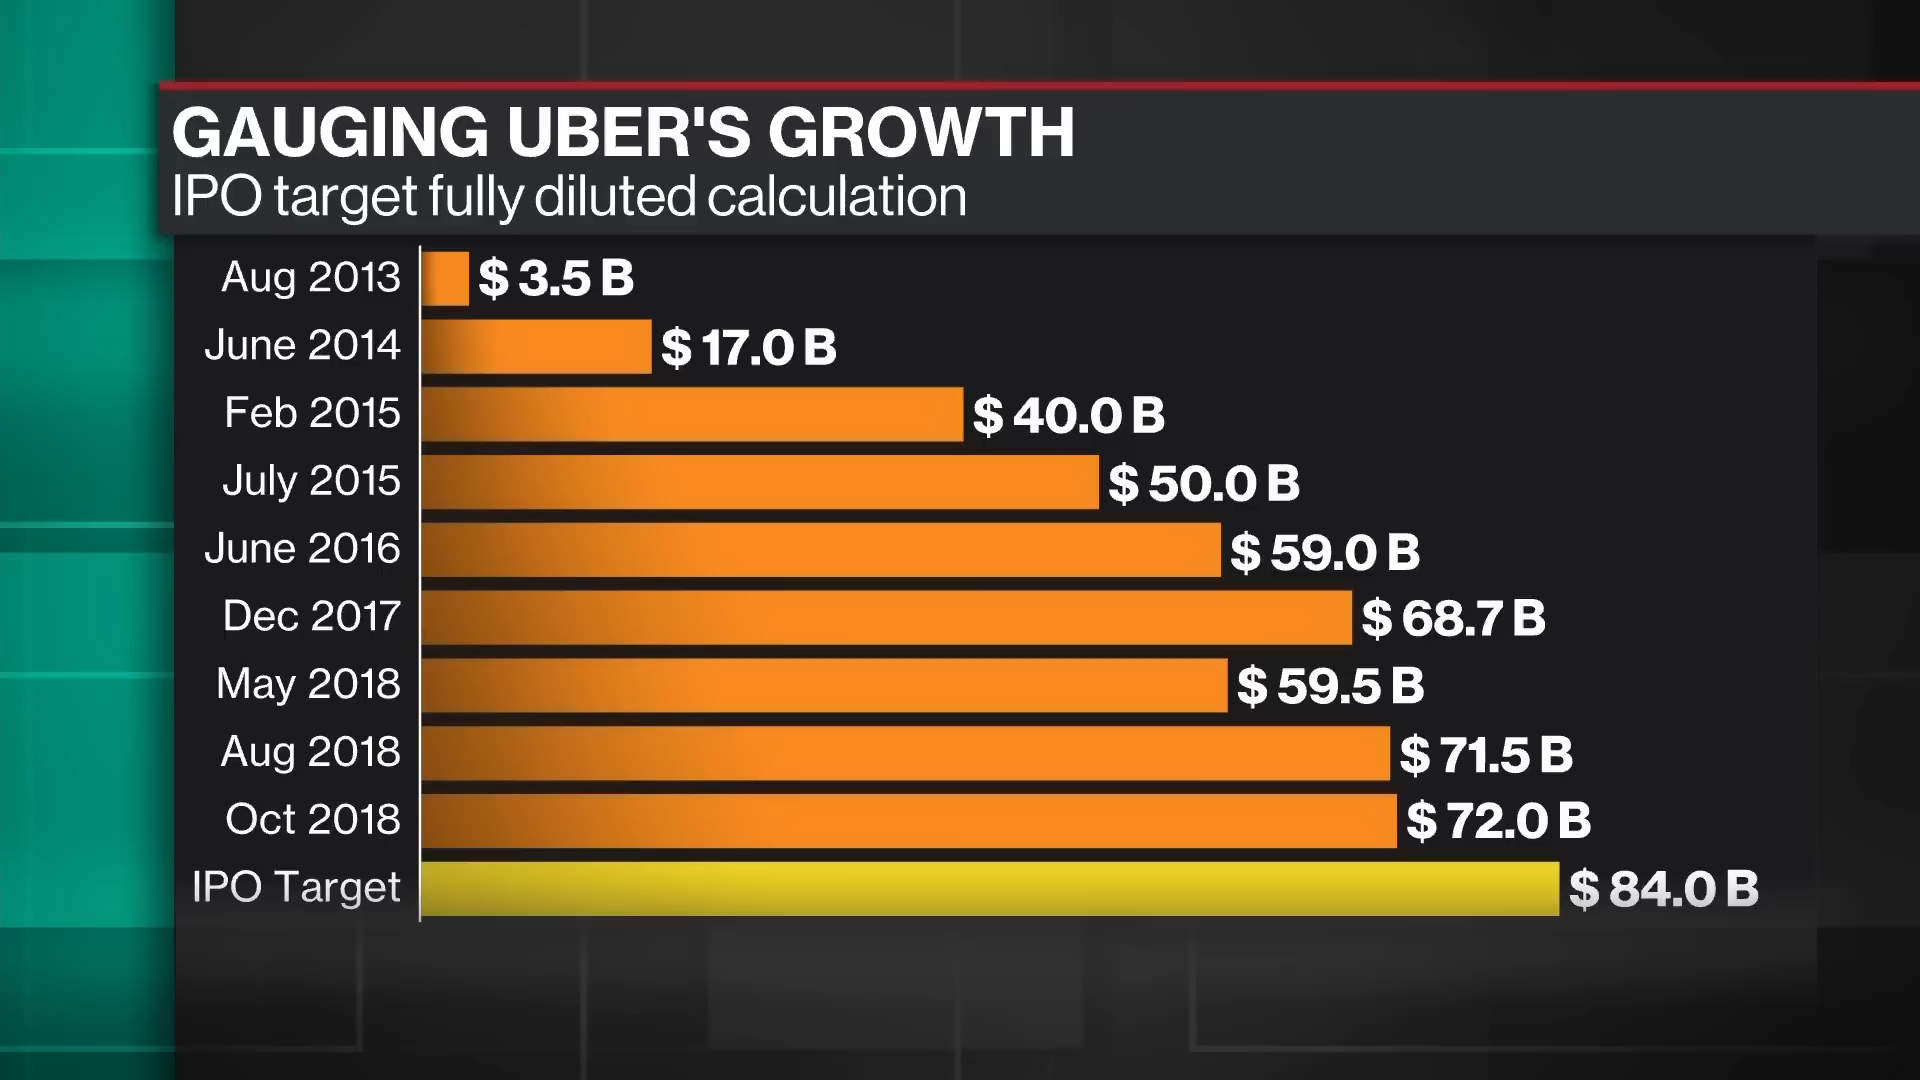 GAUGING UBER'S GROWTH
IPO target fully diluted calculation
Aug 2013 $ 3.5 B
June 2014 $ 17.0 B
Feb 2015 $ 40.0 B
July 2015 $ 50.0 B
June 2016 $ 59.0 B
Dec 2017 $ 68.7 B
May 2018 $ 59.5 B
Aug 2018 $ 71.5 B
Oct 2018 $ 72.0 B
IPO Target $ 84.0 B